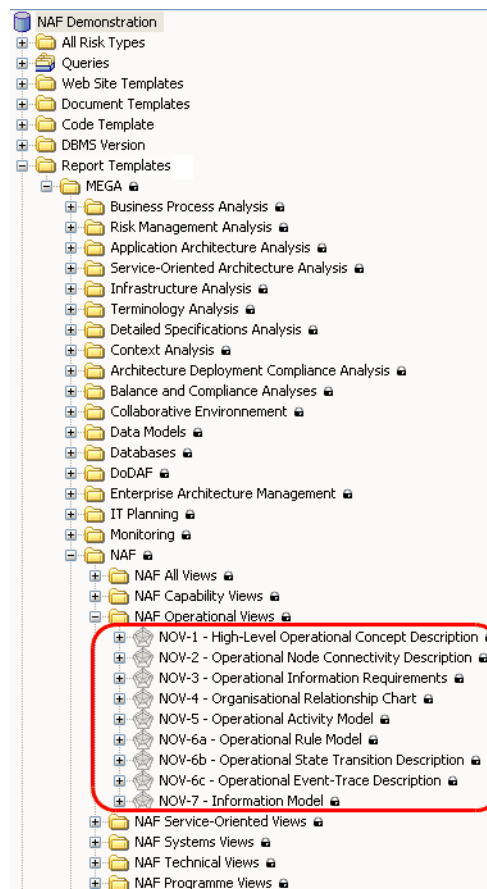 NAF Demonstration
All Risk Types
Queries
Web Site Templates
Document Templates
Code Template
DBMS Version
Report Templates
MEGA
Business Process Analysis
Risk Management Analysis
Application Architecture Analysis
Service-Oriented Architecture Analysis
Infrastructure Analysis
Terminology Analysis
Detailed Specifications Analysis
Context Analysis
Architecture Deployment Compliance Analysis
Balance and Compliance Analyses
Collaborative Environnement
Data Models
Databases
DoDAF
Enterprise Architecture Management
IT Planning
Monitoring
NAF
NAF All Views
NAF Capability Views
NAF Operational Views
NOV-1 - High-Level Operational Concept Description
NOV-2 - Operational Node Connectivity Description
NOV-3 - Operational Information Requirements
NOV-4 - Organisational Relationship Chart
NOV-5 - Operational Activity Model
NOV-6a - Operational Rule Model
NOV-6b - Operational State Transition Description
NOV-6c - Operational Event-Trace Description
NOV-7 - Information Model
NAF Service-Oriented Views
NAF Systems Views
NAF Technical Views
NAF Programme Views